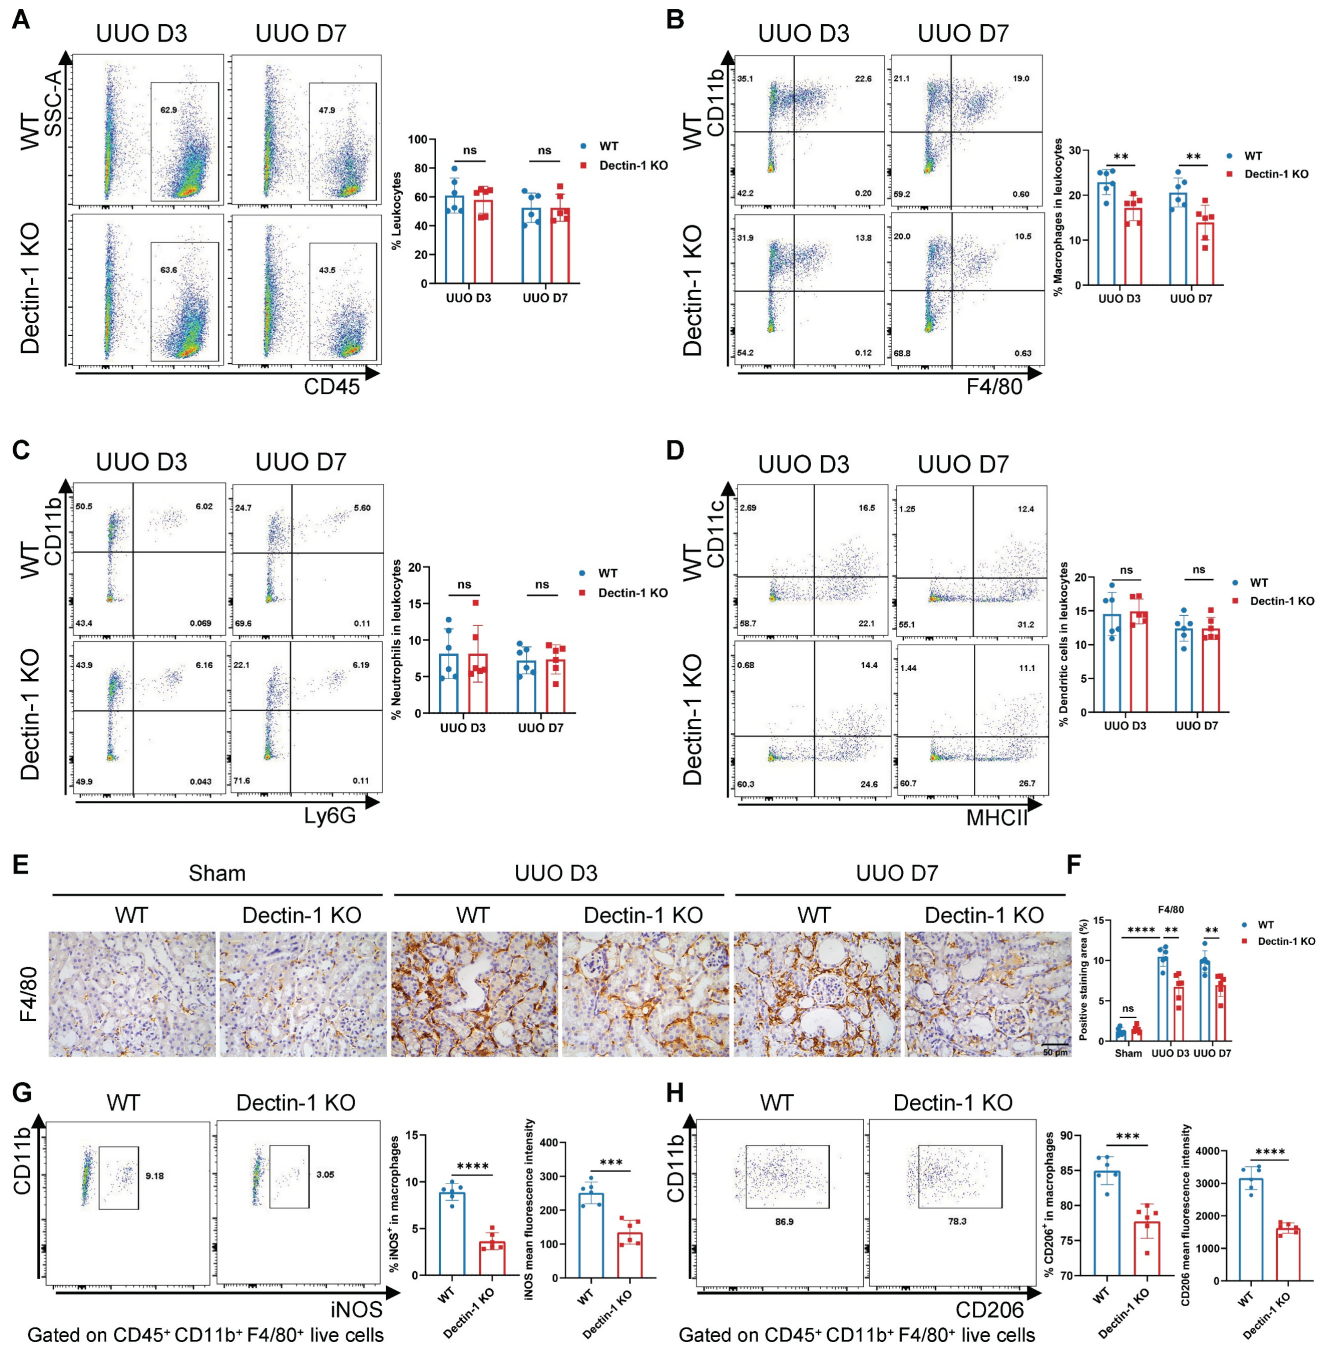 A
UUO D3
UUO D7
SSC-A
WT
Dectin-1 KO
62.9
47.9
63.6
43.5
CD45
% Leukocytes
100
80
60
40
20
0
ns
ns
UUO D3
UUO D7
WT
Dectin-1 KO
B
UUO D3
UUO D7
CD11b
WT
Dectin-1 KO
35.1
22.6
21.1
19.0
42.2
0.20
59.2
0.60
31.9
13.8
20.0
10.5
54.2
0.12
68.8
0.63
F4/80
% Macrophages in leukocytes
30
20
10
0
**
**
UUO D3
UUO D7
WT
Dectin-1 KO
C
UUO D3
UUO D7
CD11b
WT
Dectin-1 KO
50.5
6.02
24.7
5.60
43.4
0.069
69.6
0.11
43.9
6.16
22.1
6.19
49.9
0.043
71.6
0.11
Ly6G
% Neutrophils in leukocytes
20
15
10
5
0
ns
ns
UUO D3
UUO D7
WT
Dectin-1 KO
D
UUO D3
UUO D7
CD11c
WT
Dectin-1 KO
2.69
16.5
1.25
12.4
58.7
22.1
55.1
31.2
0.68
14.4
1.44
11.1
60.3
24.6
60.7
26.7
MHCII
% Dendritic cells in leukocytes
20
15
10
5
0
ns
ns
UUO D3
UUO D7
WT
Dectin-1 KO
E
Sham
UUO D3
UUO D7
WT
Dectin-1 KO
WT
Dectin-1 KO
WT
Dectin-1 KO
F4/80
50 μm
F
F4/80
Positive staining area (%)
15
10
5
0
ns
****
**
**
Sham
UUO D3
UUO D7
WT
Dectin-1 KO
G
WT
Dectin-1 KO
CD11b
9.18
3.05
iNOS
Gated on CD45⁺ CD11b⁺ F4/80⁺ live cells
% iNOS⁺ in macrophages
15
10
5
0
****
WT
Dectin-1 KO
iNOS mean fluorescence intensity
400
300
200
100
0
***
WT
Dectin-1 KO
H
WT
Dectin-1 KO
CD11b
86.9
78.3
CD206
Gated on CD45⁺ CD11b⁺ F4/80⁺ live cells
% CD206⁺ in macrophages
90
85
80
75
70
***
WT
Dectin-1 KO
CD206 mean fluorescence intensity
4000
3000
2000
1000
0
****
WT
Dectin-1 KO